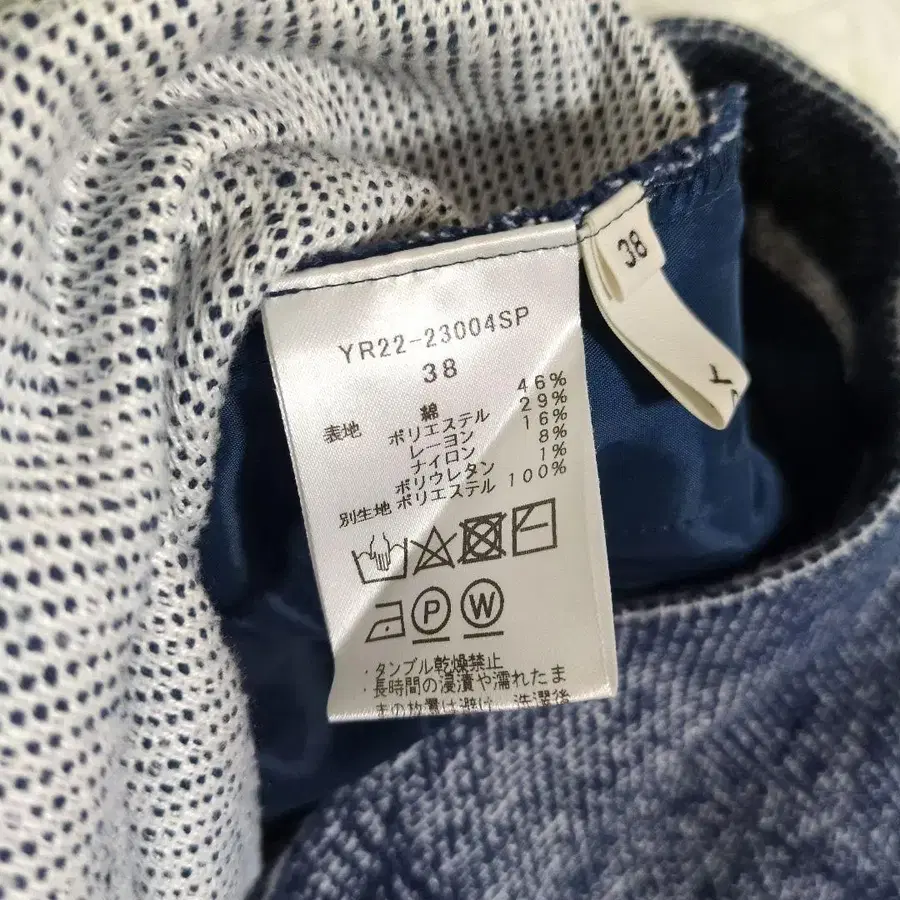 YR22-23004SP
38
表地 綿 46%
ポリエステル 29%
レーヨン 16%
ナイロン 8%
ポリウレタン 1%
別生地 ポリエステル 100%
P W
・タンブル乾燥禁止
・長時間の浸漬や濡れたま
まの放置は避け、洗濯後
38